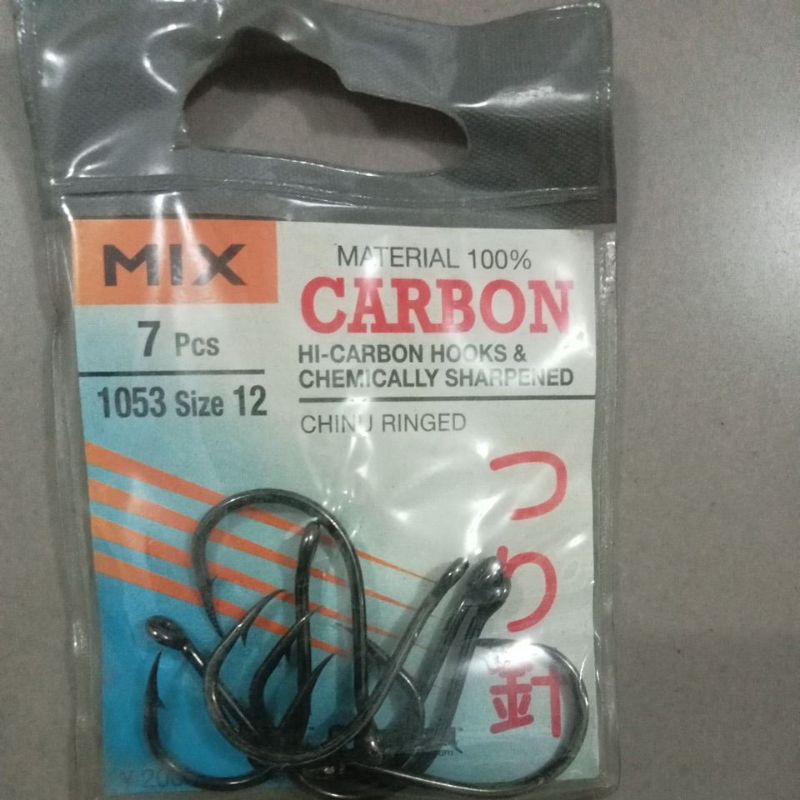 MIX
7 Pcs
1053 Size 12
MATERIAL 100%
CARBON
HI-CARBON HOOKS &
CHEMICALLY SHARPENED
CHINU RINGED
つり針